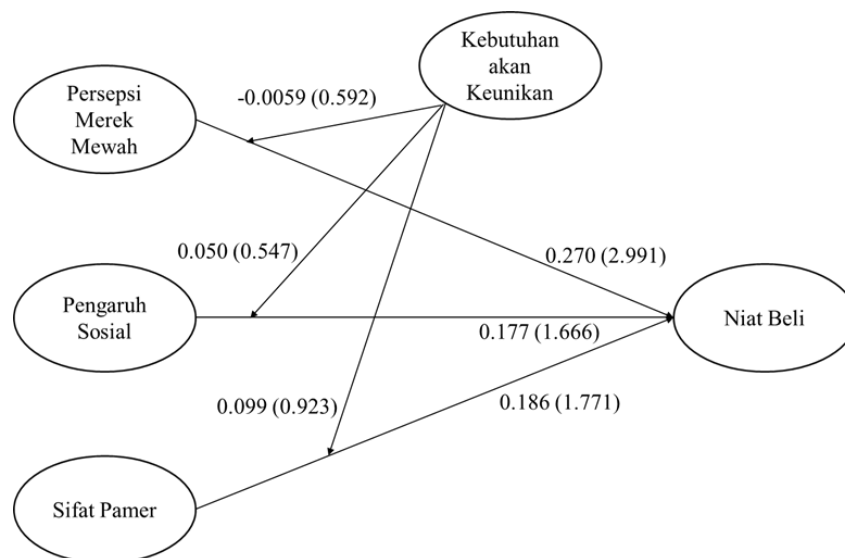 Kebutuhan
akan
Keunikan
-0.0059 (0.592)
Persepsi
Merek
Mewah
0.050 (0.547)
0.270 (2.991)
Pengaruh
Sosial
Niat Beli
0.177 (1.666)
0.099 (0.923)
0.186 (1.771)
Sifat Pamer